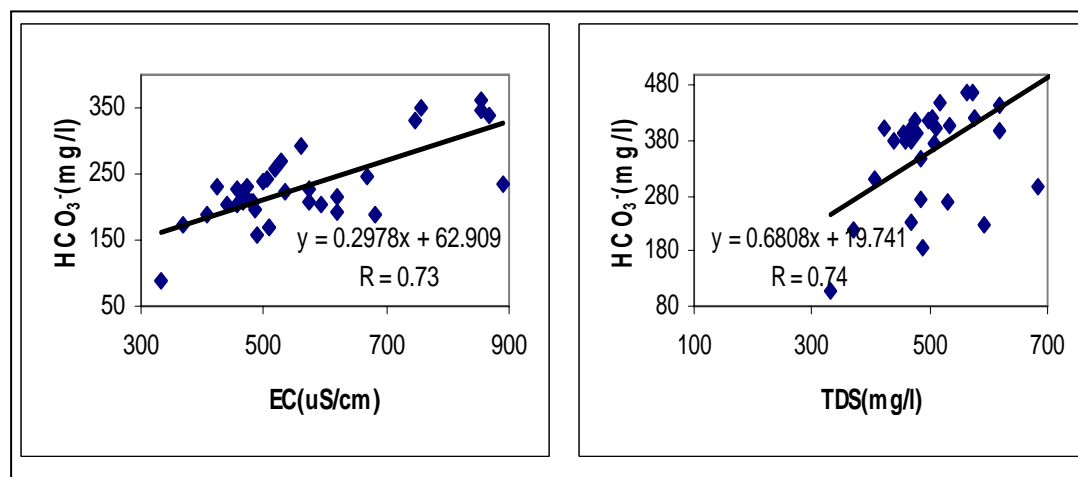 HCO₃⁻(mg/l)
350
250
150
50
y = 0.2978x + 62.909
R = 0.73
300 500 700 900
EC(uS/cm)
HCO₃⁻(mg/l)
480
380
280
180
80
y = 0.6808x + 19.741
R = 0.74
100 300 500 700
TDS(mg/l)